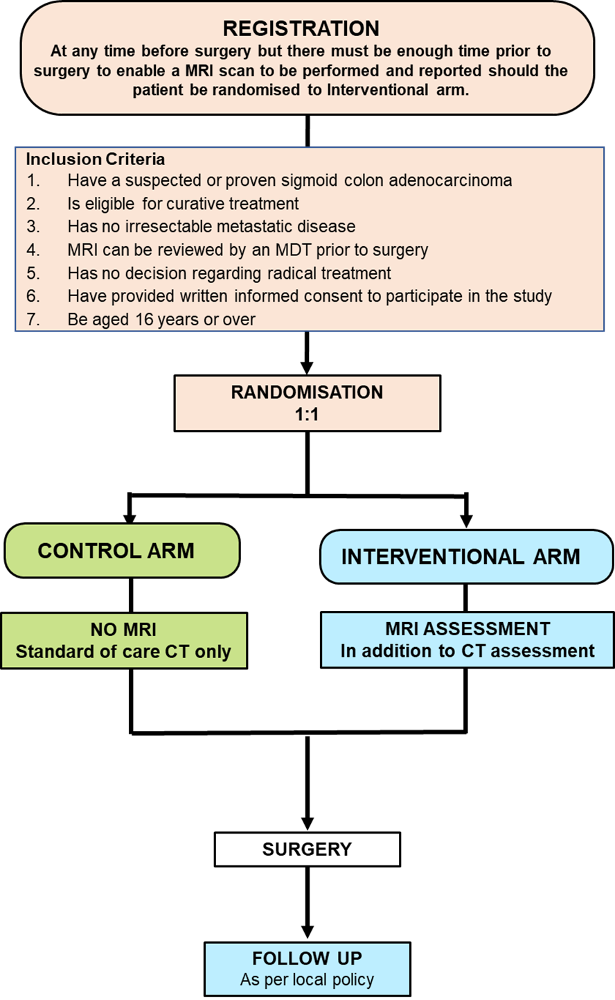 REGISTRATION
At any time before surgery but there must be enough time prior to
surgery to enable a MRI scan to be performed and reported should the
patient be randomised to Interventional arm.
Inclusion Criteria
1. Have a suspected or proven sigmoid colon adenocarcinoma
2. Is eligible for curative treatment
3. Has no irresectable metastatic disease
4. MRI can be reviewed by an MDT prior to surgery
5. Has no decision regarding radical treatment
6. Have provided written informed consent to participate in the study
7. Be aged 16 years or over
RANDOMISATION
1:1
CONTROL ARM
INTERVENTIONAL ARM
NO MRI
Standard of care CT only
MRI ASSESSMENT
In addition to CT assessment
SURGERY
FOLLOW UP
As per local policy